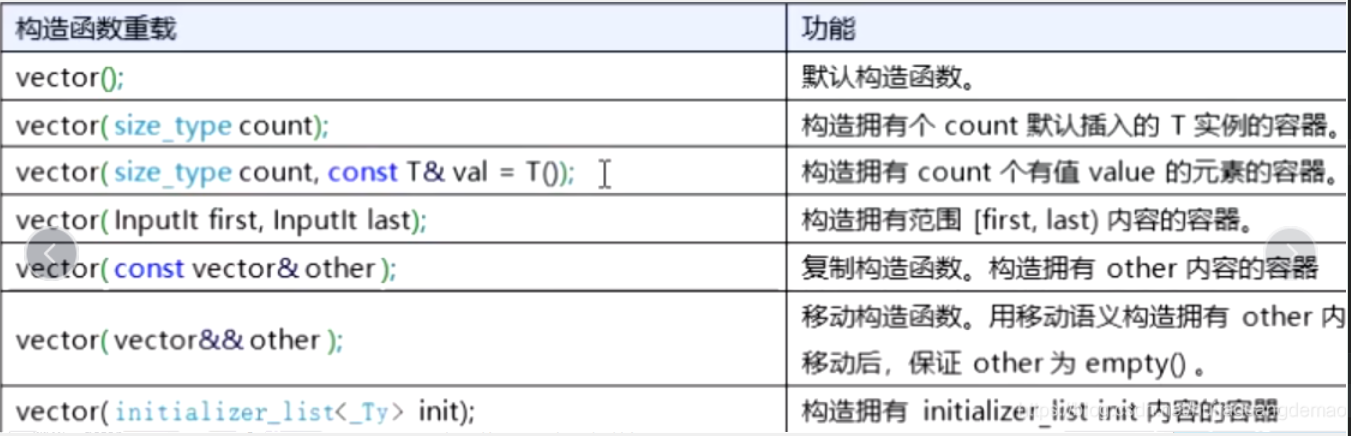 构造函数重载 功能
vector(); 默认构造函数。
vector( size_type count); 构造拥有个 count 默认插入的 T 实例的容器。
vector( size_type count, const T& val = T()); 构造拥有 count 个有值 value 的元素的容器。
vector( InputIt first, InputIt last); 构造拥有范围 [first, last) 内容的容器。
vector( const vector& other ); 复制构造函数。构造拥有 other 内容的容器
vector( vector&& other ); 移动构造函数。用移动语义构造拥有 other 内
移动后，保证 other 为 empty() 。
vector( initializer_list<_Ty> init); 构造拥有 initializer_list init 内容的容器